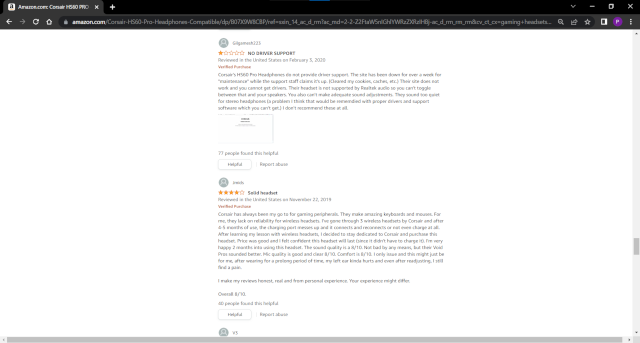 Amazon.com: Corsair HS60 PRO
amazon.com/Corsair-HS60-Pro-Headphones-Compatible/dp/
Gilgamesh123
NO DRIVER SUPPORT
Reviewed in the United States on February 5, 2020
Verified Purchase
Corsair's HS60 Pro Headphones do not provide driver support. The site has been down for over a week for
"maintenance" while the support staff claims it's up. (Cleared my cookies, caches, etc.) Their site does not
work and you cannot get drivers. Their headset is not supported by Realtek audio so you can't toggle
between that and your speakers. You also can't make adequate sound adjustments. They sound too quiet
for stereo headphones (a problem I think that would be remembered with proper drivers and support
software which you can't get.) I don't recommend these at all.
77 people found this helpful
Helpful
Report abuse
Solid headset
Reviewed in the United States on November 22, 2019
Verified Purchase
Corsair has always been my go to for gaming peripherals. They make amazing keyboards and mouses. For
me, they lack on reliability for wireless headsets. I've gone through 3 wireless headsets by Corsair and after
4-5 months of use, the charging port messes up and it connects and reconnects or not even charge at all.
After learning my lesson with wireless headsets, I decided to stay dedicated to Corsair and purchase this
headset. Price was good and I felt confident this headset will last (since it didn't have to charge it). I'm very
happy 2 months into using this headset. The sound quality is a 8/10. Not bad by any means, but their Void
Pros sounded better. Mic quality is good and clear 8/10. Comfort is 8/10. I only issue and this might just be
for me, after wearing for a prolong period of time, my left ear kinda hurts and even after readjusting, I still
find a pain.
I make my reviews honest, real and from personal experience. Your experience might differ.
Overall 8/10.
40 people found this helpful
Helpful
Report abuse
VS